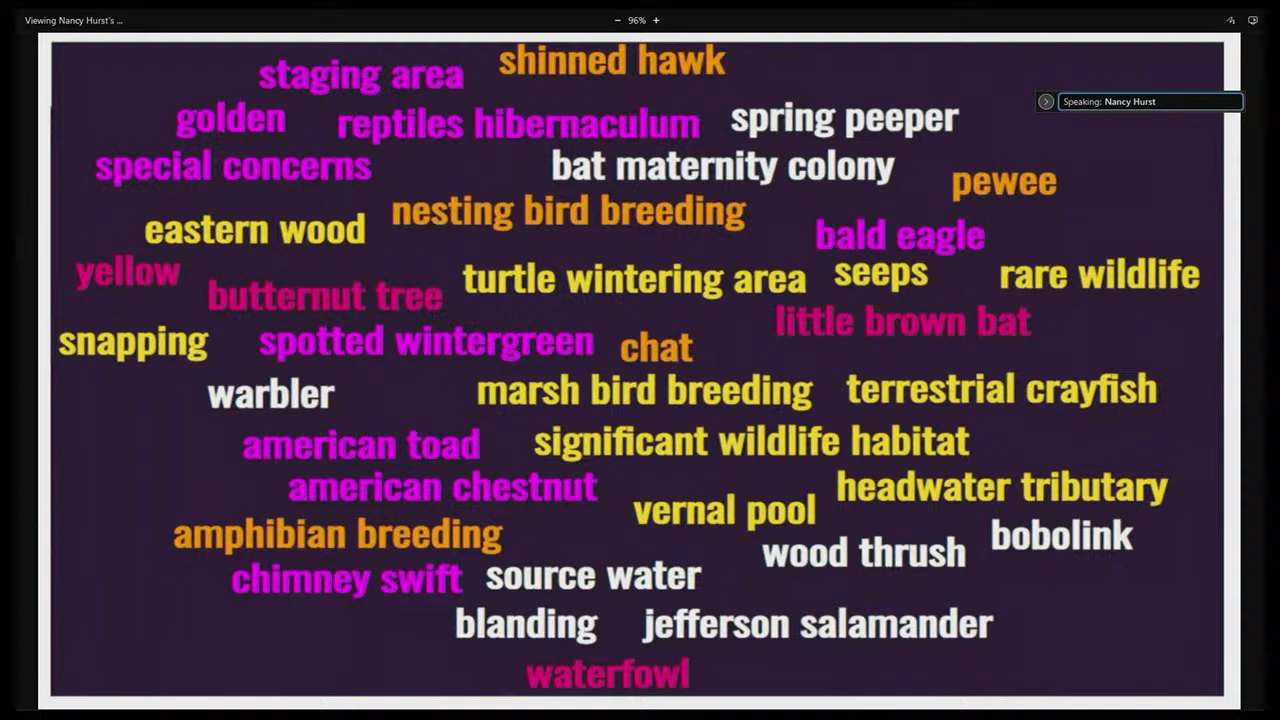 Viewing Nancy Hurst's ...
− 96% +
shinned hawk
staging area
Speaking: Nancy Hurst
golden
reptiles hibernaculum
spring peeper
special concerns
bat maternity colony
pewee
nesting bird breeding
eastern wood
bald eagle
yellow
butternut tree
turtle wintering area
seeps
rare wildlife
little brown bat
snapping
spotted wintergreen
chat
warbler
marsh bird breeding
terrestrial crayfish
american toad
significant wildlife habitat
american chestnut
vernal pool
headwater tributary
amphibian breeding
wood thrush
bobolink
chimney swift
source water
blanding
jefferson salamander
waterfowl